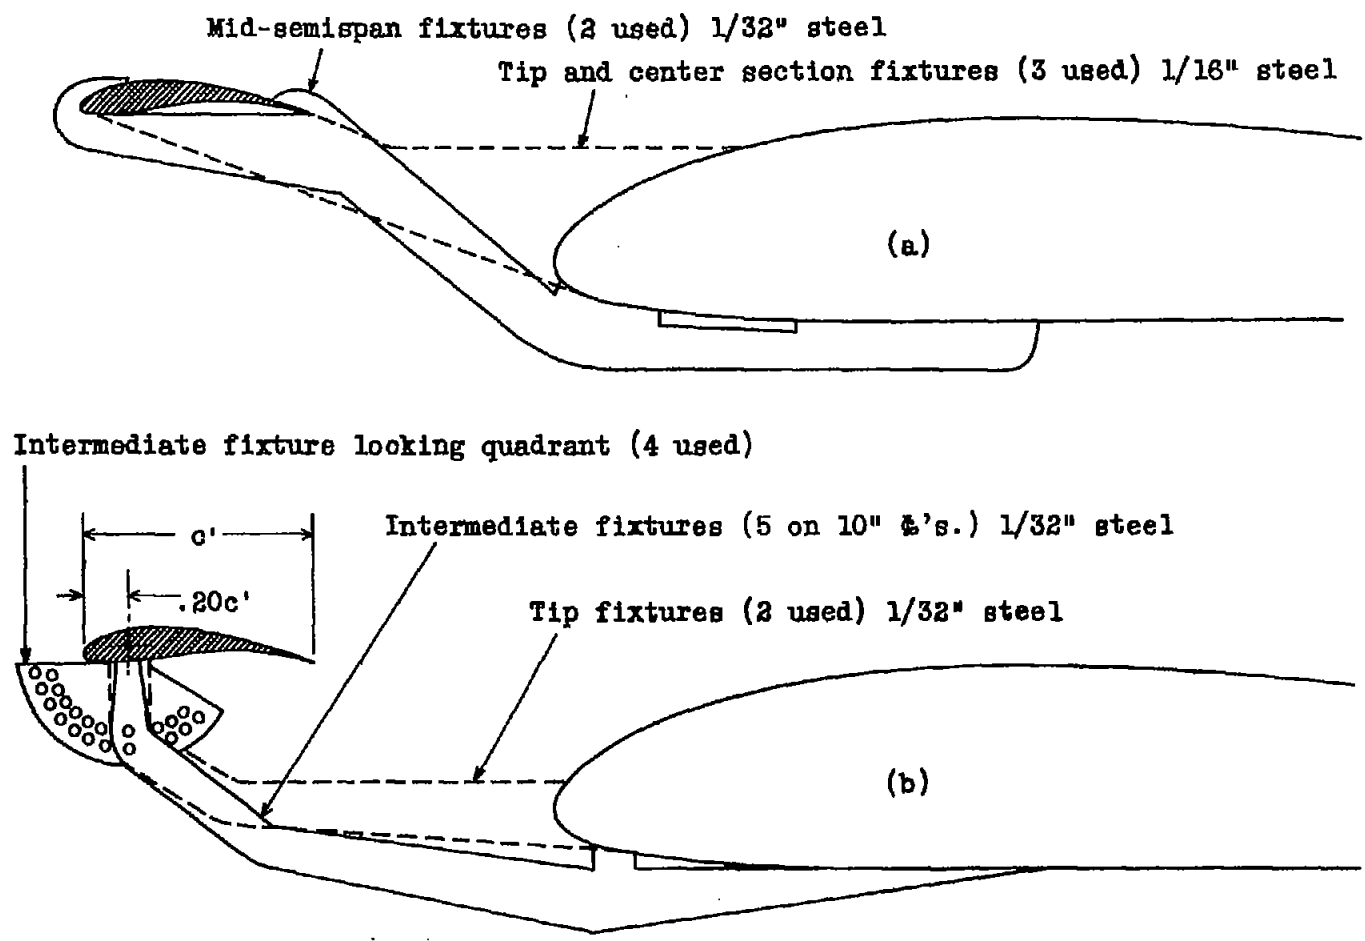 Mid-semispan fixtures (2 used) 1/32" steel
Tip and center section fixtures (3 used) 1/16" steel
(a)
Intermediate fixture looking quadrant (4 used)
Intermediate fixtures (5 on 10" ℄'s.) 1/32" steel
c'
.20c'
Tip fixtures (2 used) 1/32" steel
(b)